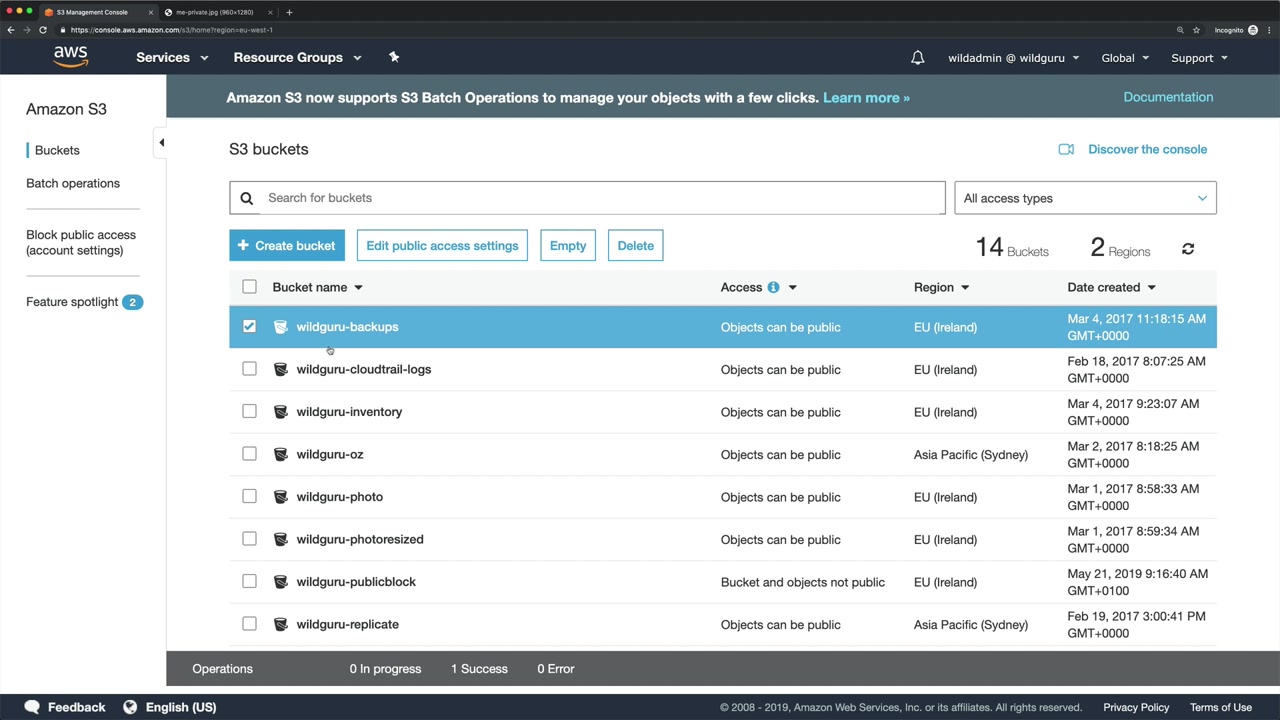 S3 Management Console
me-private.jpg (960×1280)
https://console.aws.amazon.com/s3/home?region=eu-west-1
Incognito
aws
Services
Resource Groups
wildadmin @ wildguru
Global
Support
Amazon S3 now supports S3 Batch Operations to manage your objects with a few clicks. Learn more »
Documentation
Amazon S3
Buckets
Batch operations
Block public access
(account settings)
Feature spotlight 2
S3 buckets
Discover the console
Search for buckets
All access types
+ Create bucket
Edit public access settings
Empty
Delete
14 Buckets
2 Regions
Bucket name
Access
Region
Date created
wildguru-backups
Objects can be public
EU (Ireland)
Mar 4, 2017 11:18:15 AM
GMT+0000
wildguru-cloudtrail-logs
Objects can be public
EU (Ireland)
Feb 18, 2017 8:07:25 AM
GMT+0000
wildguru-inventory
Objects can be public
EU (Ireland)
Mar 4, 2017 9:23:07 AM
GMT+0000
wildguru-oz
Objects can be public
Asia Pacific (Sydney)
Mar 2, 2017 8:18:25 AM
GMT+0000
wildguru-photo
Objects can be public
EU (Ireland)
Mar 1, 2017 8:58:33 AM
GMT+0000
wildguru-photoresized
Objects can be public
EU (Ireland)
Mar 1, 2017 8:59:34 AM
GMT+0000
wildguru-publicblock
Bucket and objects not public
EU (Ireland)
May 21, 2019 9:16:40 AM
GMT+0100
wildguru-replicate
Objects can be public
Asia Pacific (Sydney)
Feb 19, 2017 3:00:41 PM
GMT+0000
Operations
0 In progress
1 Success
0 Error
Feedback
English (US)
© 2008 - 2019, Amazon Web Services, Inc. or its affiliates. All rights reserved.
Privacy Policy
Terms of Use